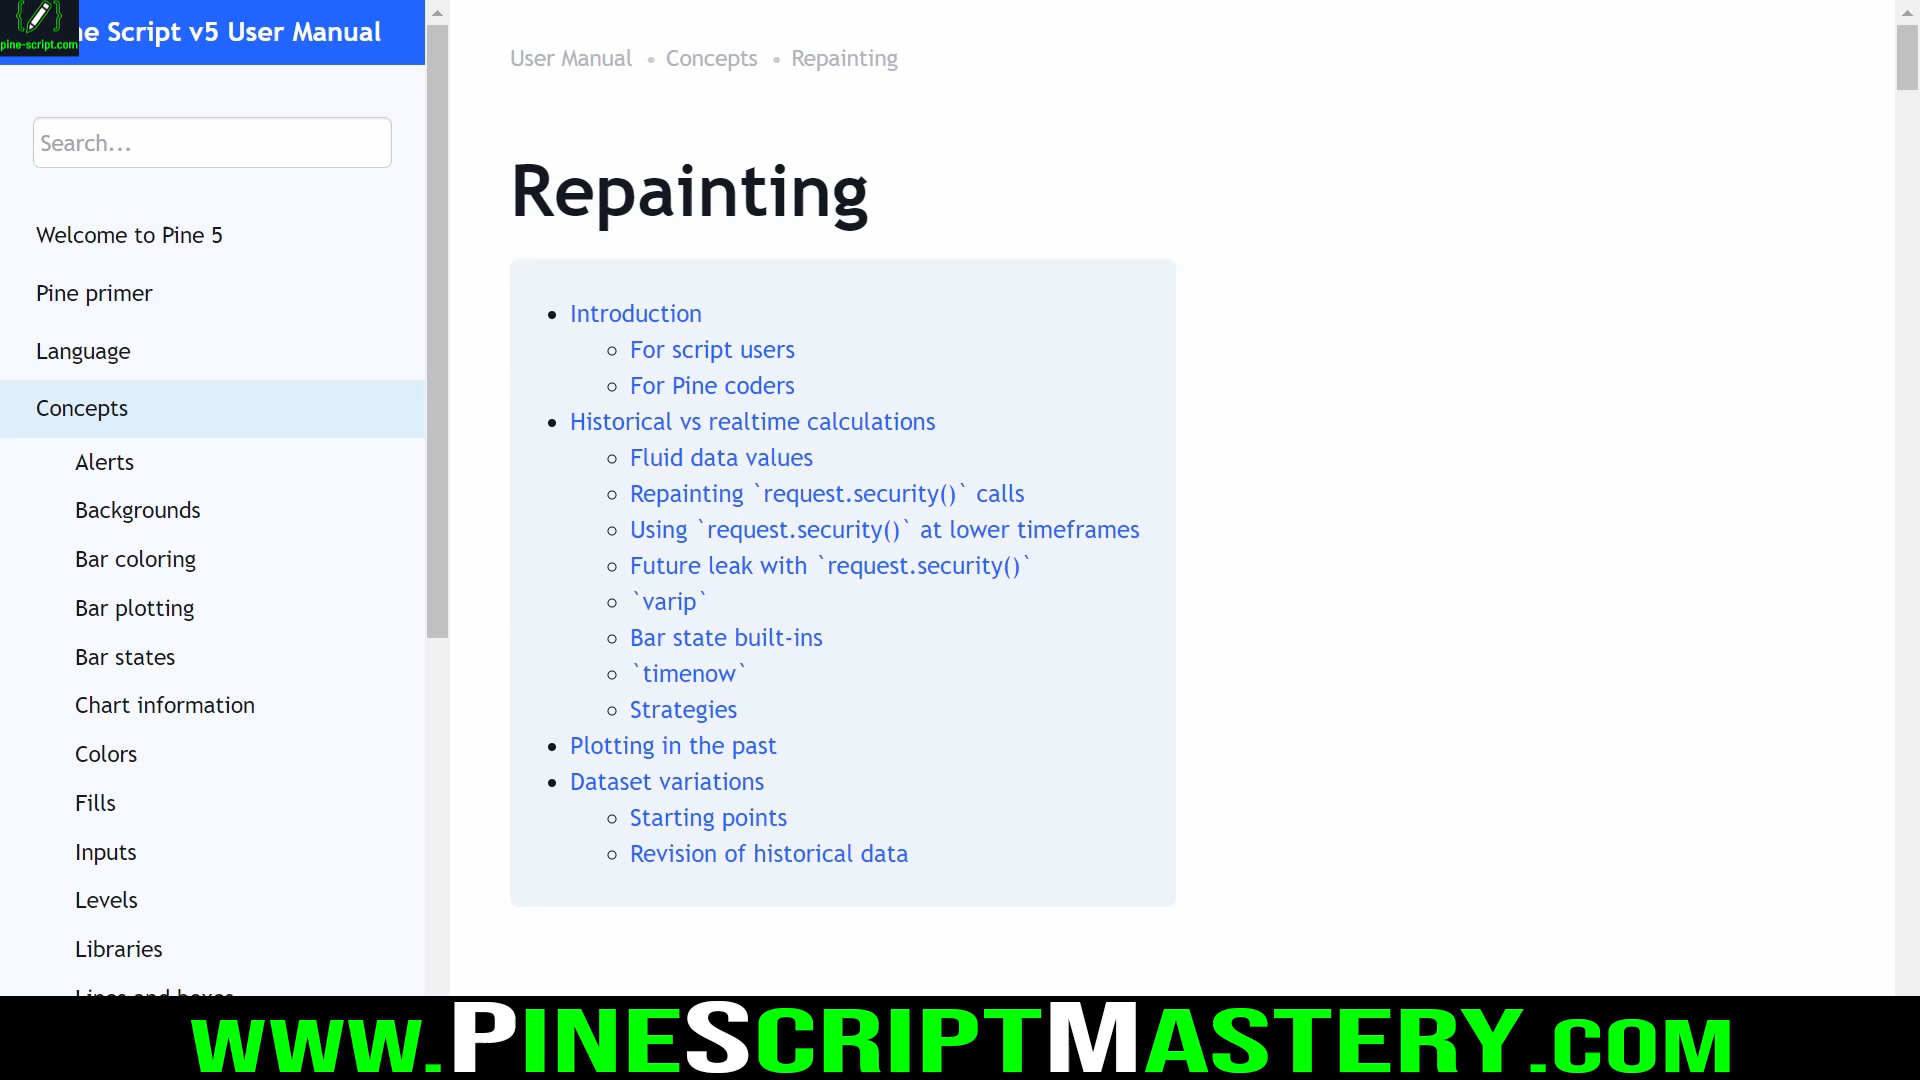 pine-script.com
ne Script v5 User Manual
Search...
Welcome to Pine 5
Pine primer
Language
Concepts
Alerts
Backgrounds
Bar coloring
Bar plotting
Bar states
Chart information
Colors
Fills
Inputs
Levels
Libraries
Lines and boxes
User Manual • Concepts • Repainting
Repainting
• Introduction
◦ For script users
◦ For Pine coders
• Historical vs realtime calculations
◦ Fluid data values
◦ Repainting `request.security()` calls
◦ Using `request.security()` at lower timeframes
◦ Future leak with `request.security()`
◦ `varip`
◦ Bar state built-ins
◦ `timenow`
◦ Strategies
• Plotting in the past
• Dataset variations
◦ Starting points
◦ Revision of historical data
www.PineScriptMastery.com